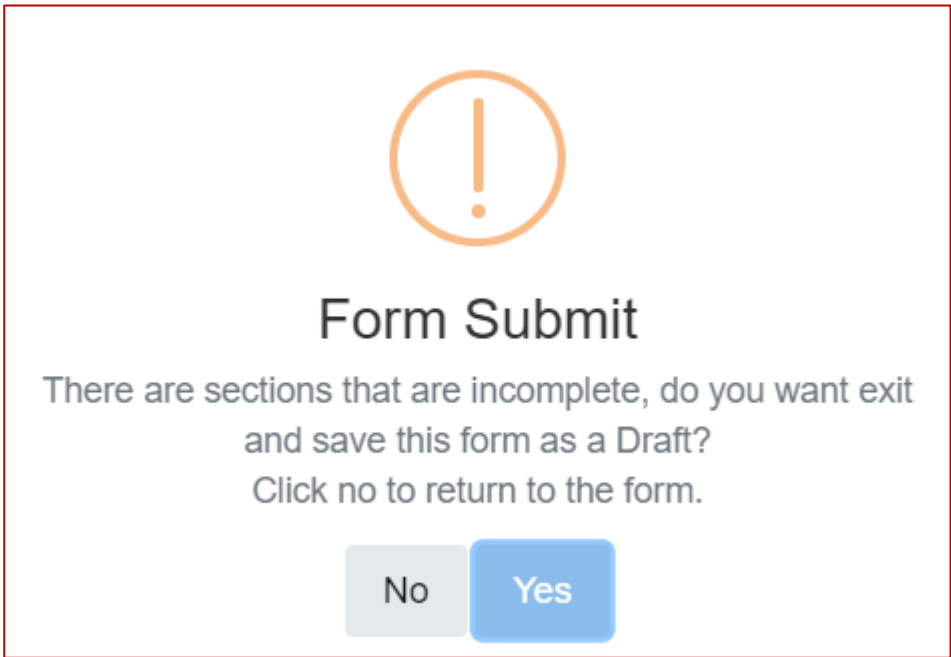 Form Submit
There are sections that are incomplete, do you want exit
and save this form as a Draft?
Click no to return to the form.
No Yes